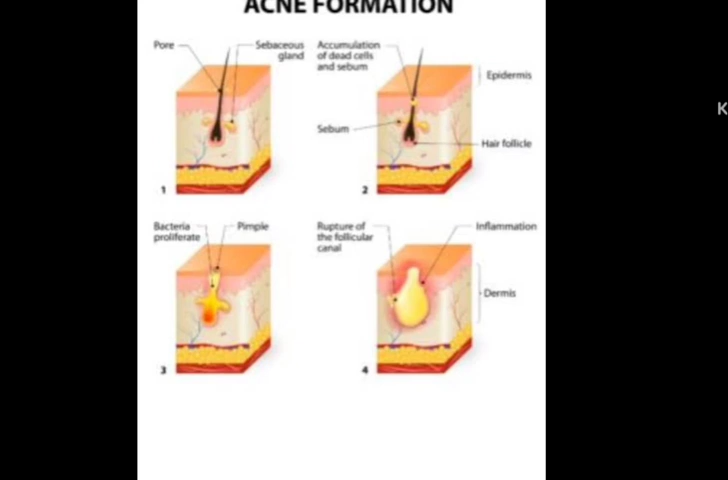 ACNE FORMATION
Pore
Sebaceous
gland
Accumulation
of dead cells
and sebum
Epidermis
Sebum
Hair follicle
1
2
Bacteria
proliferate
Pimple
Rupture of
the follicular
canal
Inflammation
Dermis
3
4
K